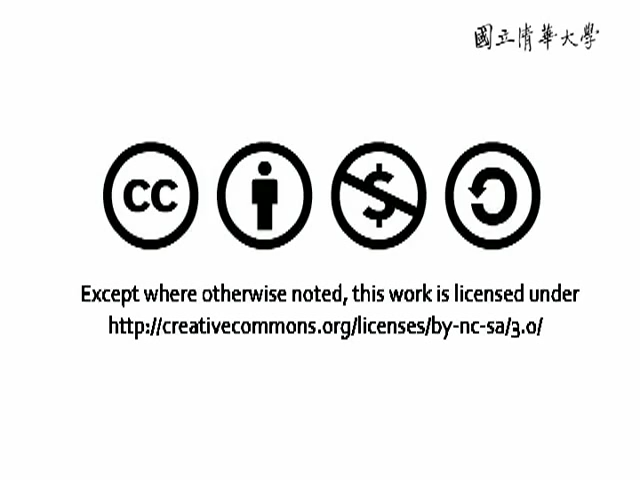 國立清華大學
cc
Except where otherwise noted, this work is licensed under
http://creativecommons.org/licenses/by-nc-sa/3.0/